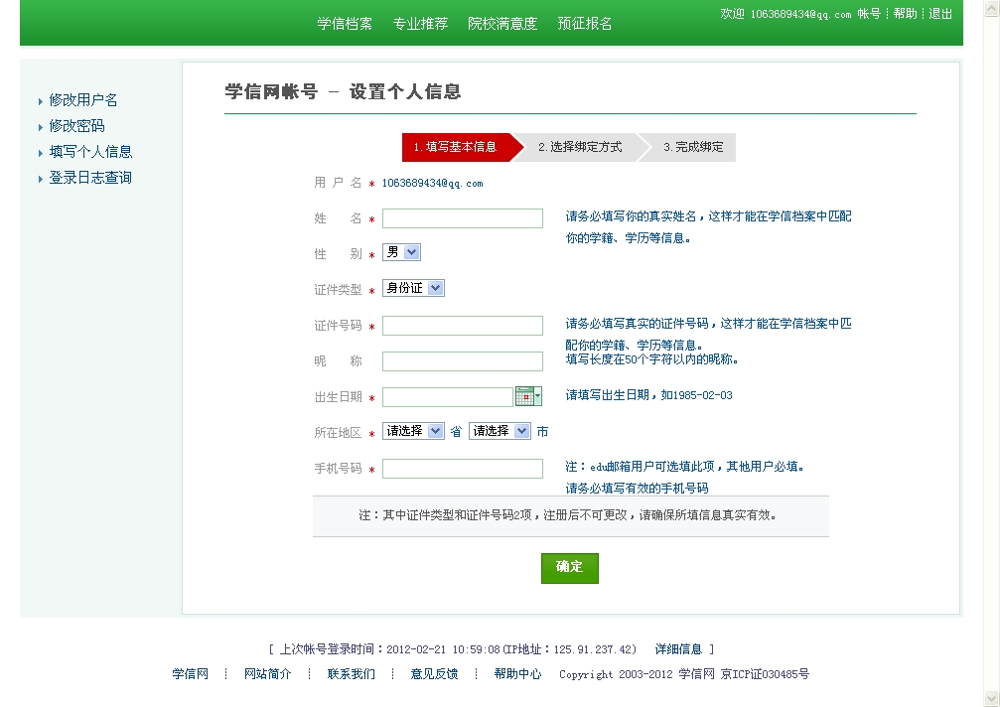 学信档案 专业推荐 院校满意度 预征报名
欢迎 1063689434@qq.com 帐号 帮助 退出
修改用户名
修改密码
填写个人信息
登录日志查询
学信网帐号 - 设置个人信息
1.填写基本信息 2.选择绑定方式 3.完成绑定
用 户 名 * 1063689434@qq.com
姓 名 * 请务必填写你的真实姓名，这样才能在学信档案中匹配
你的学籍、学历等信息。
性 别 * 男
证件类型 * 身份证
证件号码 * 请务必填写真实的证件号码，这样才能在学信档案中匹
配你的学籍、学历等信息。
昵 称 填写长度在50个字符以内的昵称。
出生日期 * 请填写出生日期，如1985-02-03
所在地区 * 请选择 省 请选择 市
手机号码 * 注：edu邮箱用户可选填此项，其他用户必填。
请务必填写有效的手机号码
注：其中证件类型和证件号码2项，注册后不可更改，请确保所填信息真实有效。
确定
[ 上次帐号登录时间：2012-02-21 10:59:08(IP地址：125.91.237.42) 详细信息 ]
学信网 网站简介 联系我们 意见反馈 帮助中心 Copyright 2003-2012 学信网 京ICP证030485号